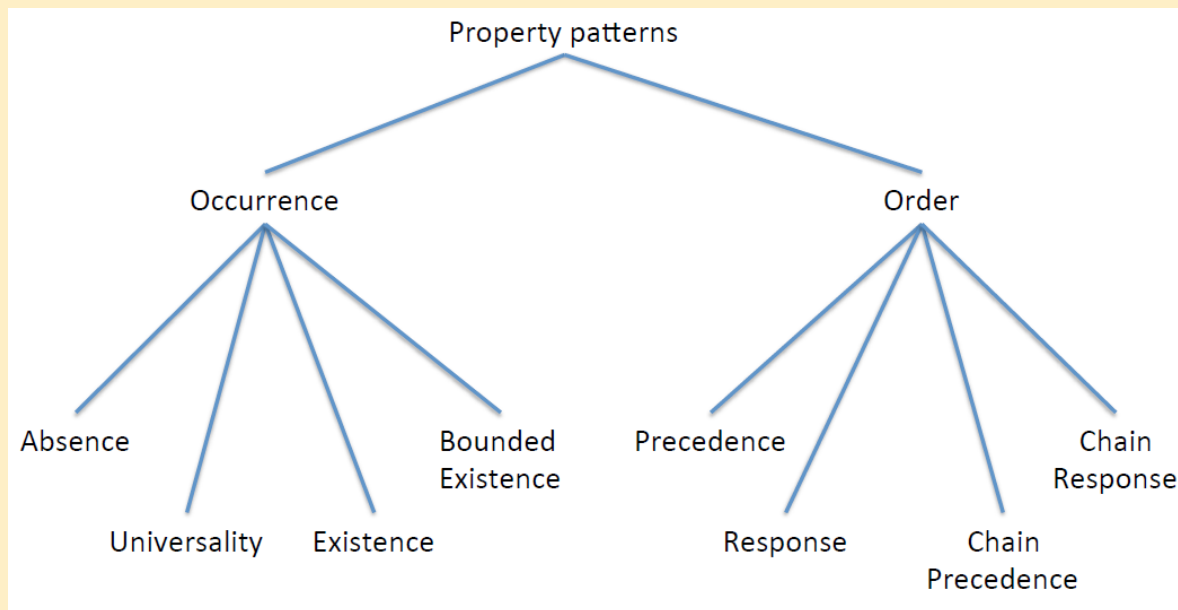 Property patterns
Occurrence
Order
Absence
Bounded
Existence
Precedence
Chain
Response
Universality
Existence
Response
Chain
Precedence